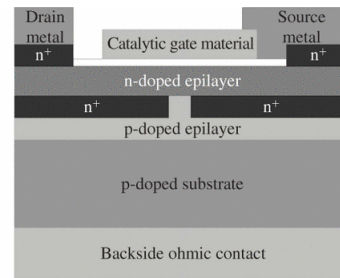 Drain
metal
Source
metal
Catalytic gate material
n⁺
n⁺
n-doped epilayer
n⁺
n⁺
p-doped epilayer
p-doped substrate
Backside ohmic contact